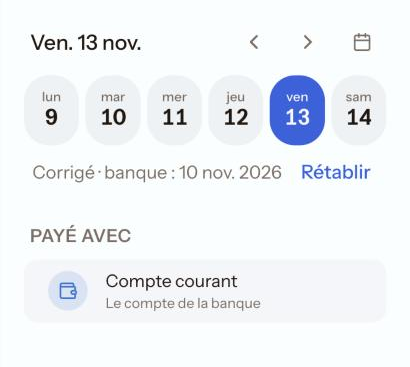 Ven. 13 nov.
lun mar mer jeu ven sam
9 10 11 12 13 14
Corrigé · banque : 10 nov. 2026 Rétablir
PAYÉ AVEC
Compte courant
Le compte de la banque